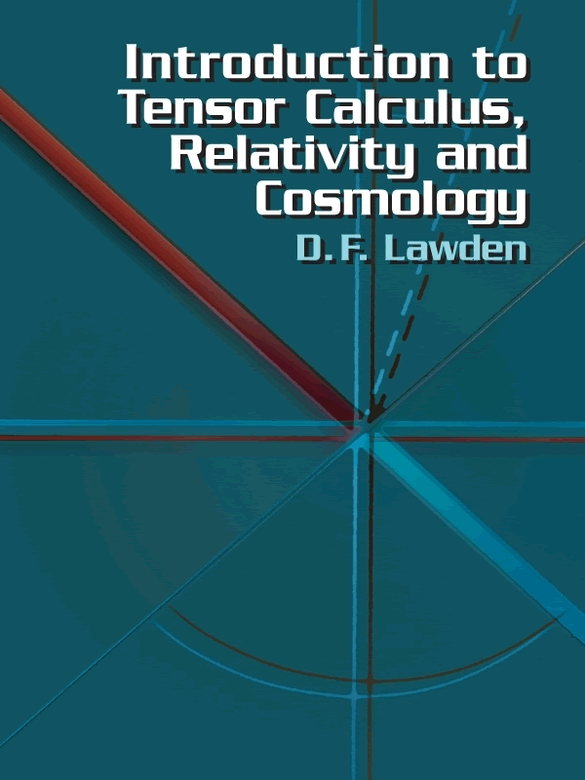 Introduction to
Tensor Calculus,
Relativity and
Cosmology
D. F. Lawden